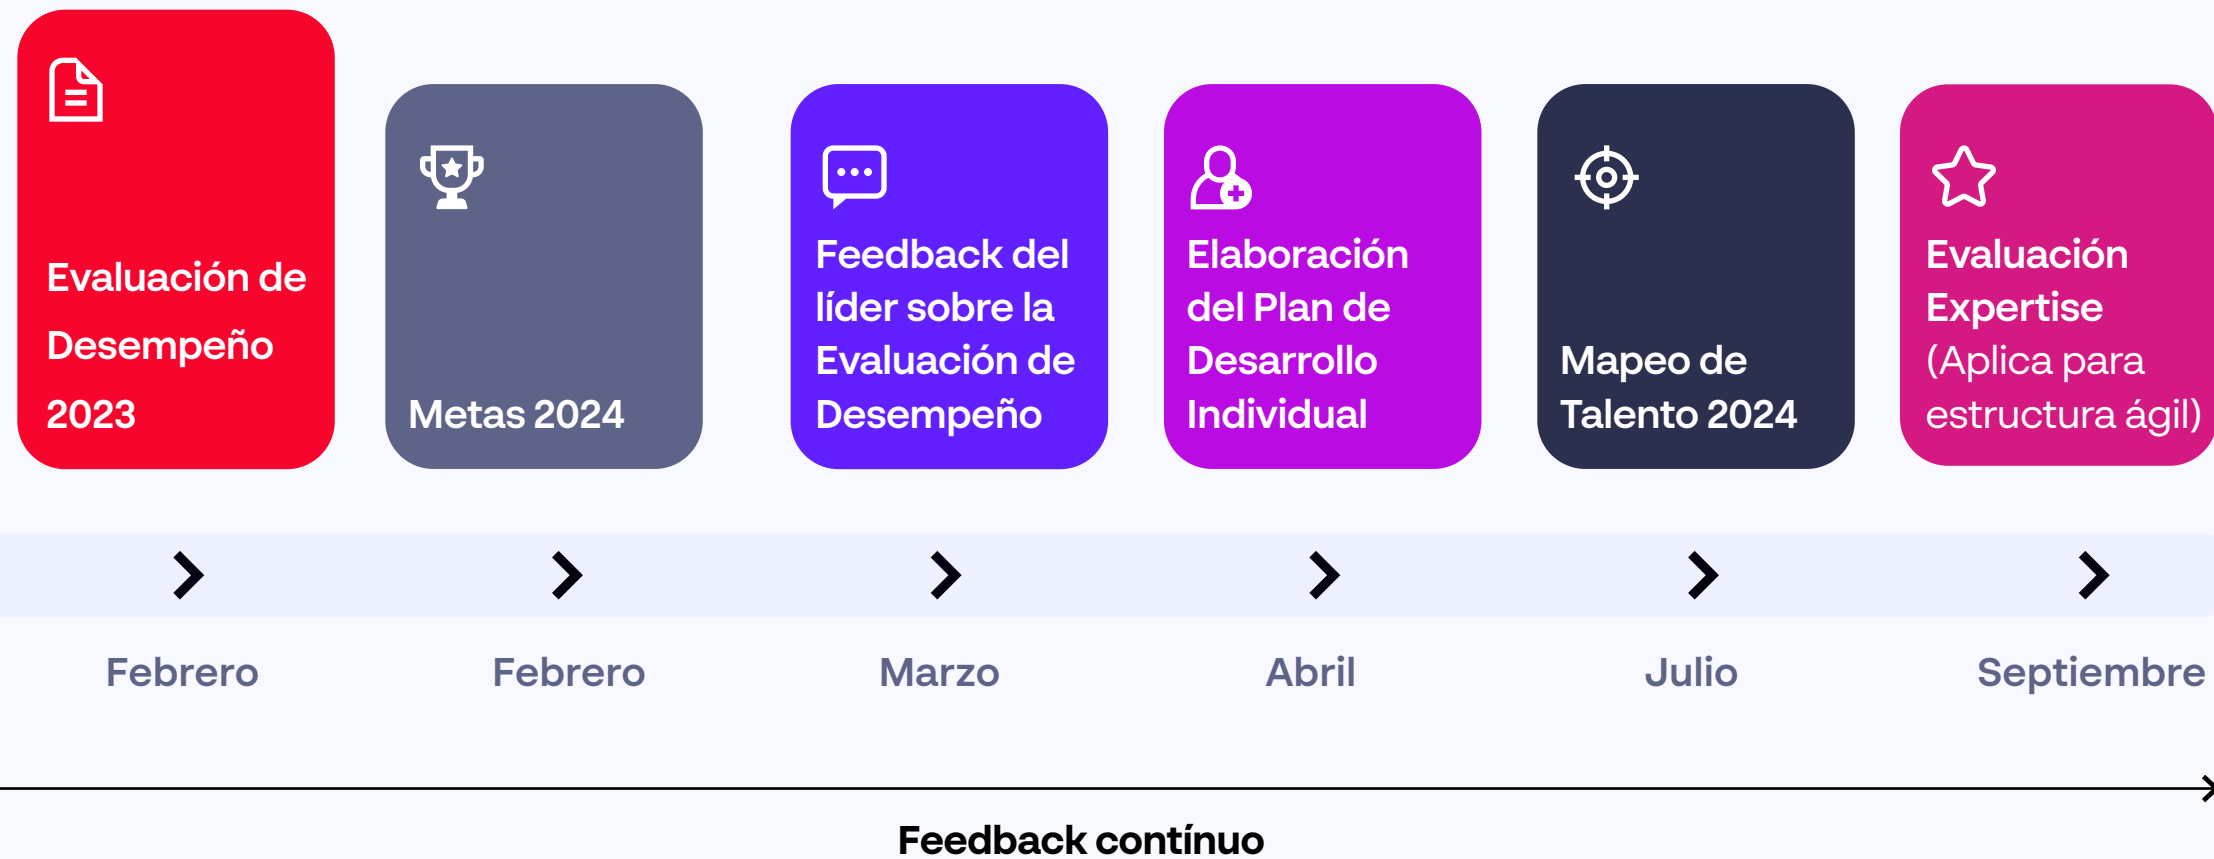 Evaluación de
Desempeño
2023
Metas 2024
Feedback del
líder sobre la
Evaluación de
Desempeño
Elaboración
del Plan de
Desarrollo
Individual
Mapeo de
Talento 2024
Evaluación
Expertise
(Aplica para
estructura ágil)
Febrero
Febrero
Marzo
Abril
Julio
Septiembre
Feedback contínuo